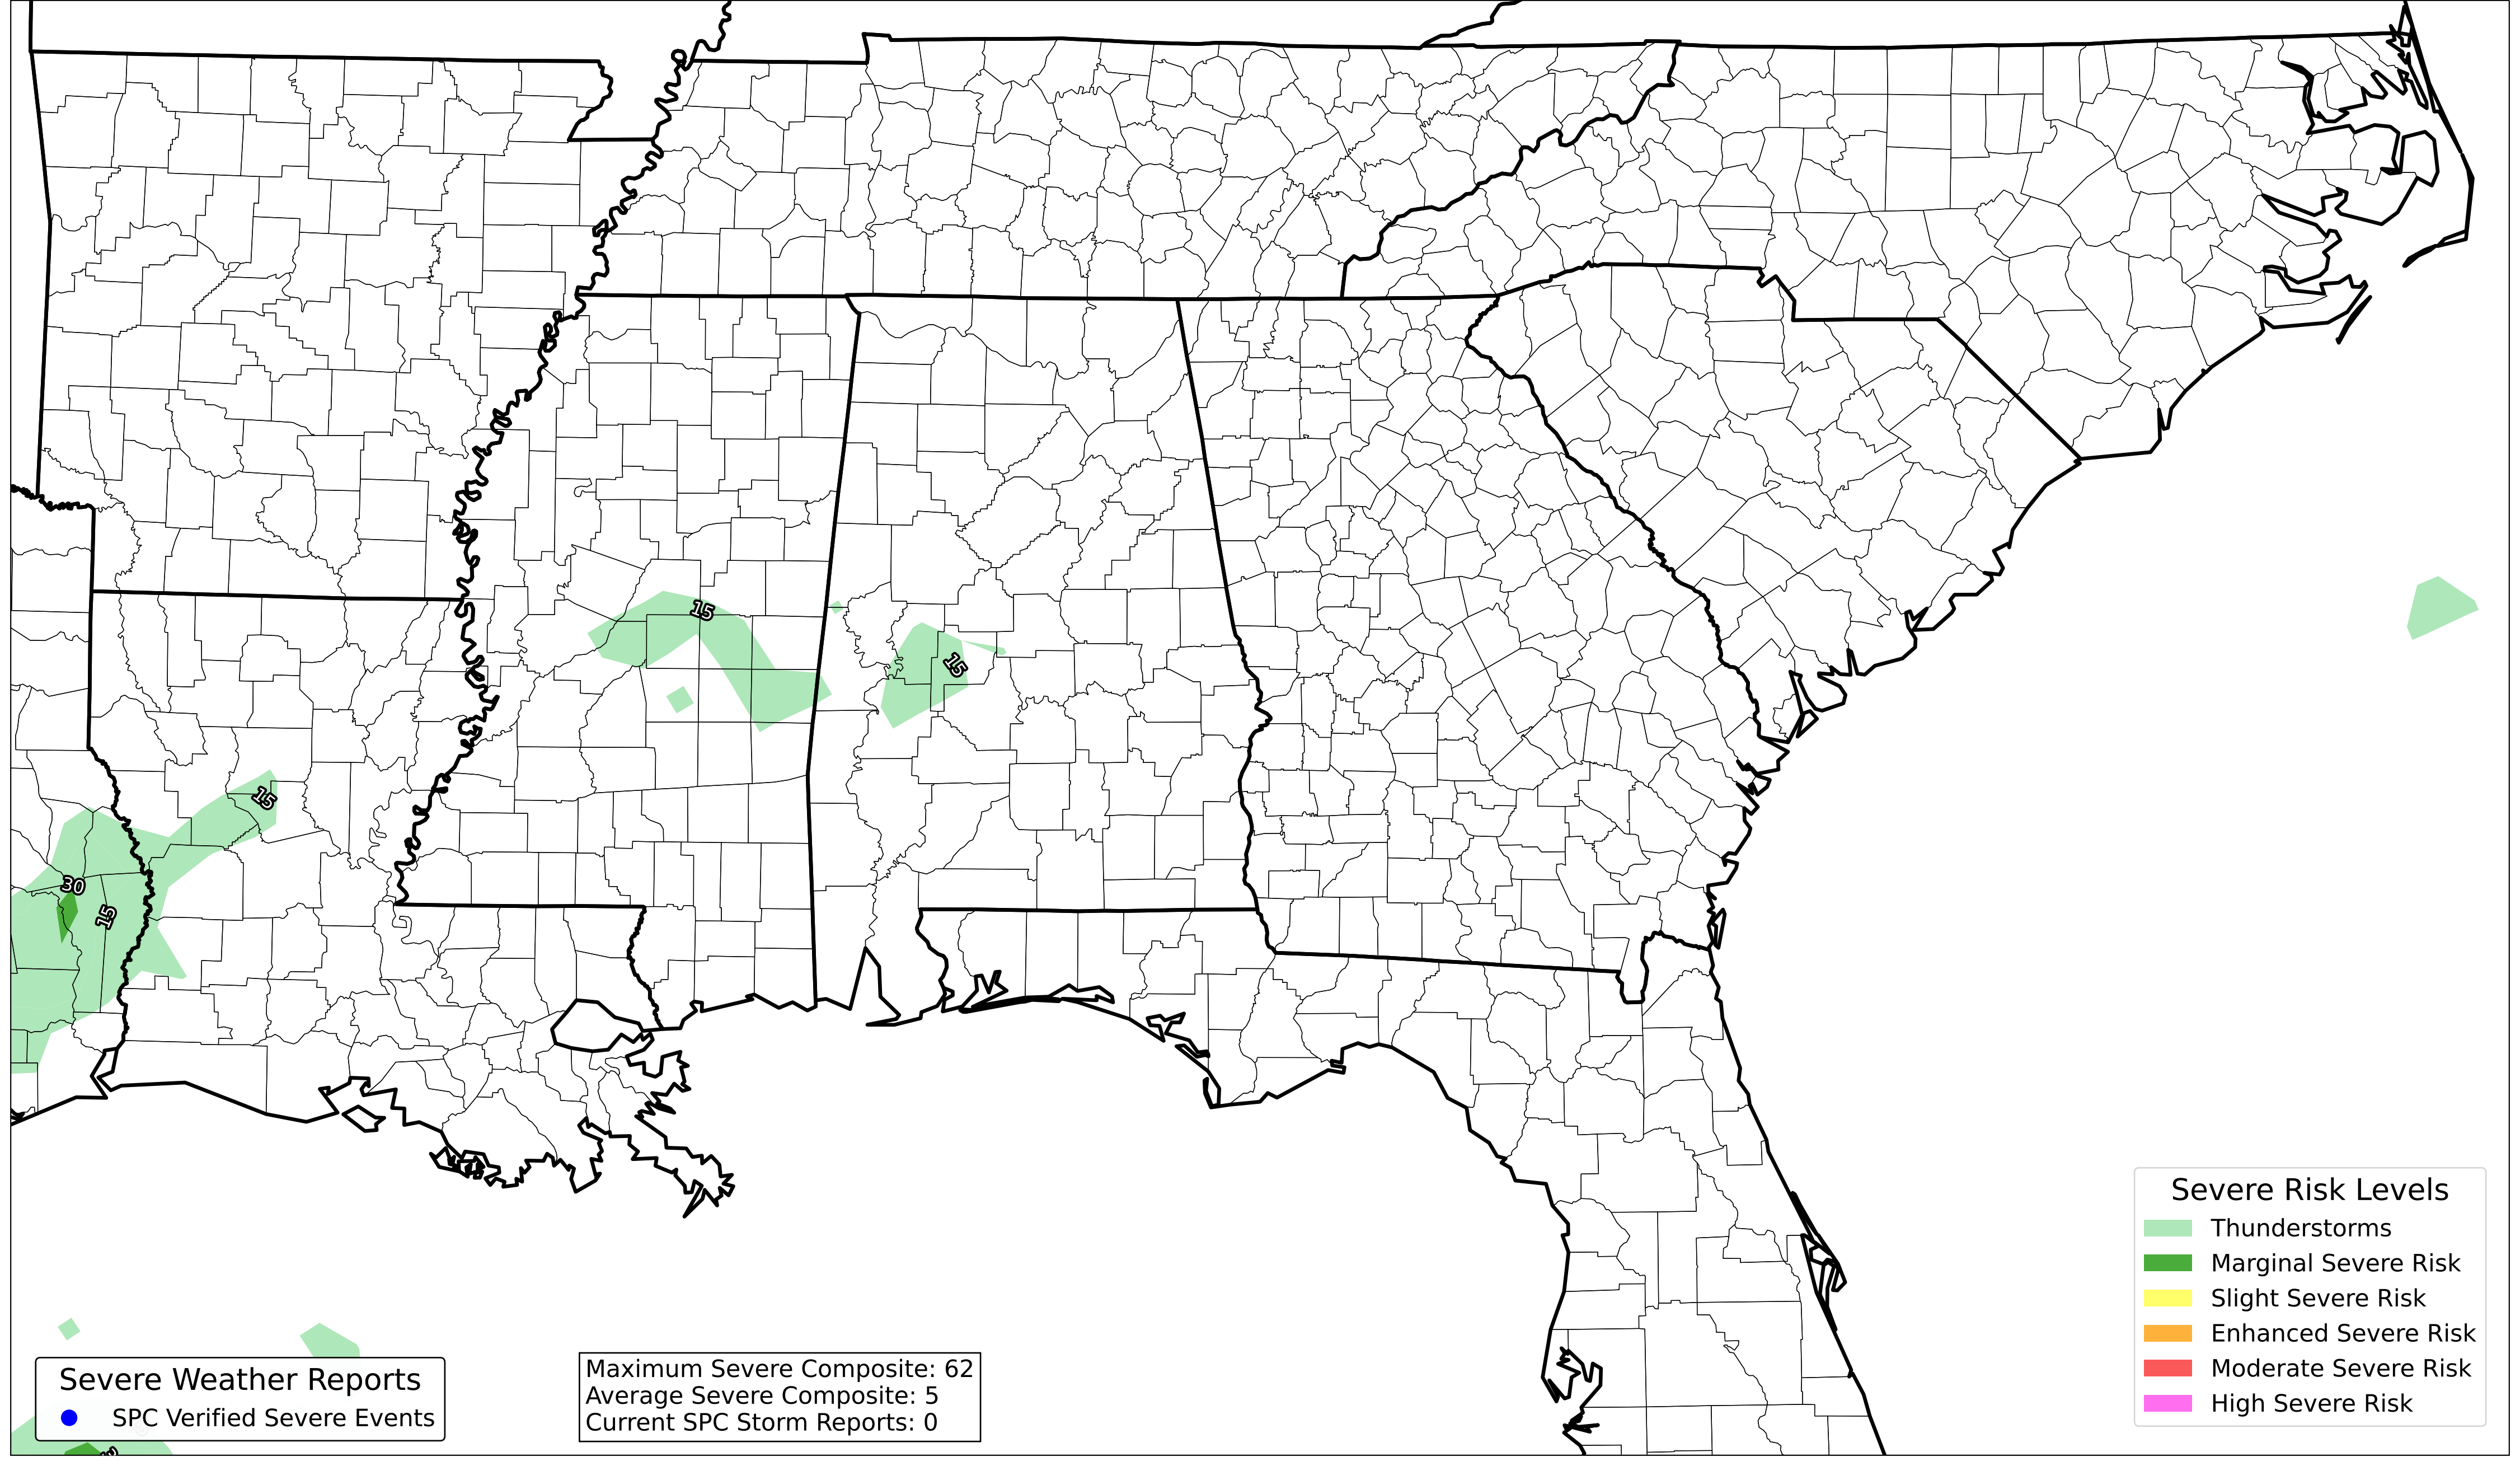 15
15
15
30
15
Severe Risk Levels
Thunderstorms
Marginal Severe Risk
Slight Severe Risk
Enhanced Severe Risk
Moderate Severe Risk
High Severe Risk
Severe Weather Reports
SPC Verified Severe Events
Maximum Severe Composite: 62
Average Severe Composite: 5
Current SPC Storm Reports: 0